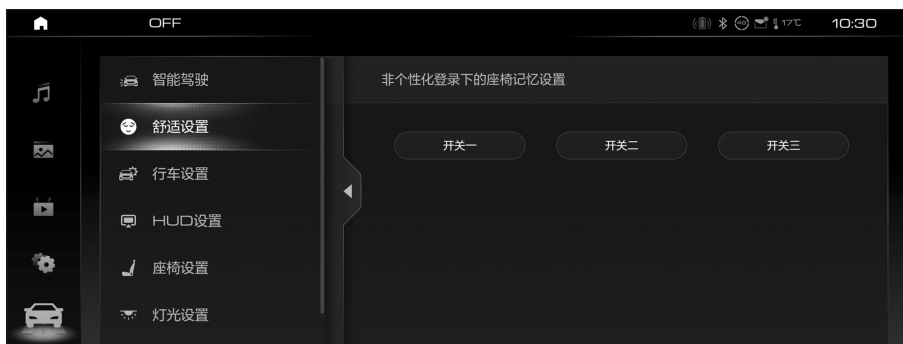 OFF
4G 17℃ 10:30
智能驾驶
舒适设置
行车设置
HUD设置
座椅设置
灯光设置
非个性化登录下的座椅记忆设置
开关一 开关二 开关三